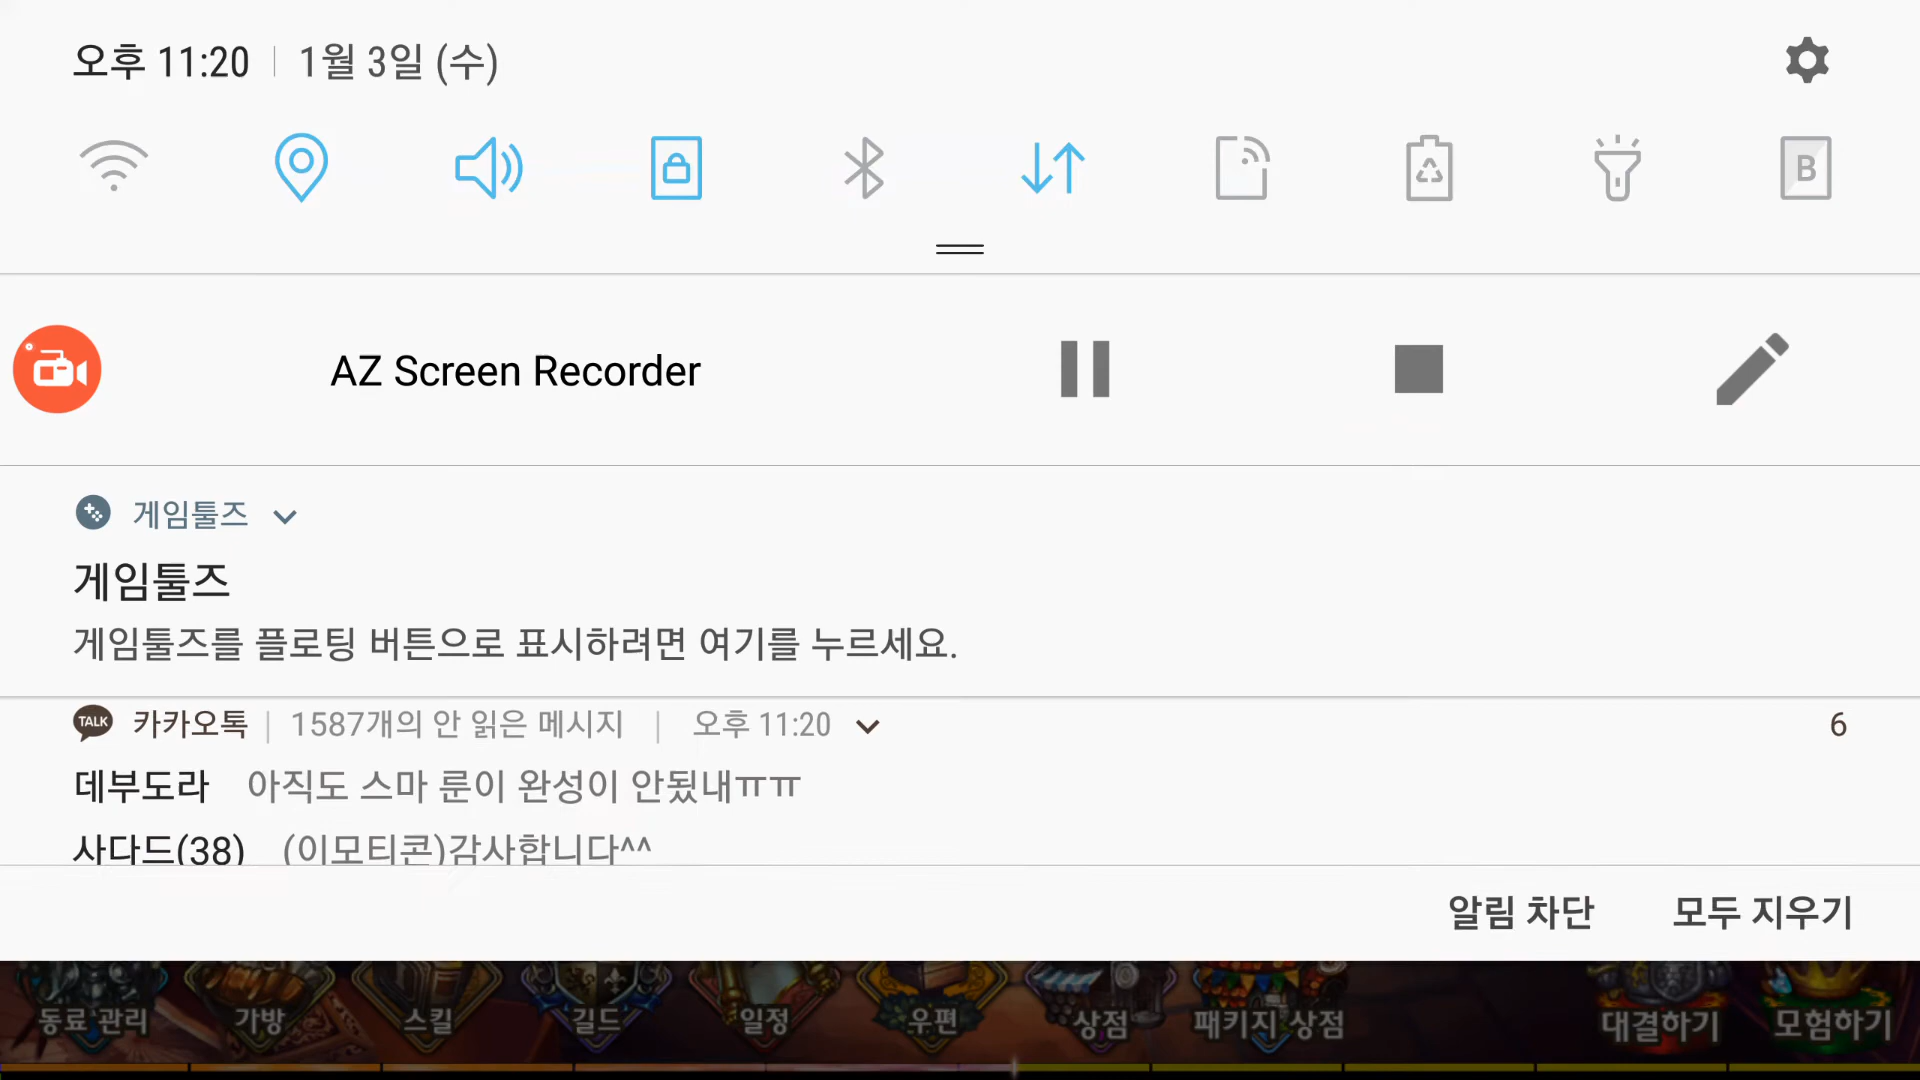 오후 11:20 1월 3일 (수)
B
AZ Screen Recorder
게임툴즈
게임툴즈
게임툴즈를 플로팅 버튼으로 표시하려면 여기를 누르세요.
TALK 카카오톡 1587개의 안 읽은 메시지 오후 11:20 6
데부도라 아직도 스마 룬이 완성이 안됬내ㅠㅠ
사다드(38) (이모티콘)감사합니다^^
알림 차단 모두 지우기
동료 관리 가방 스킬 길드 일정 우편 상점 패키지 상점 대결하기 모험하기